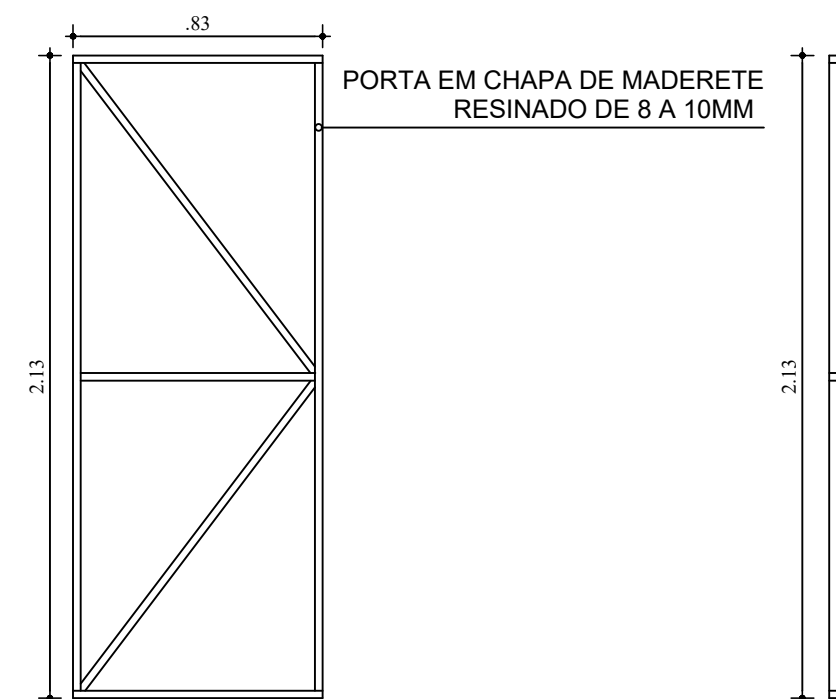 .83
PORTA EM CHAPA DE MADERETE
RESINADO DE 8 A 10MM
2.13
2.13